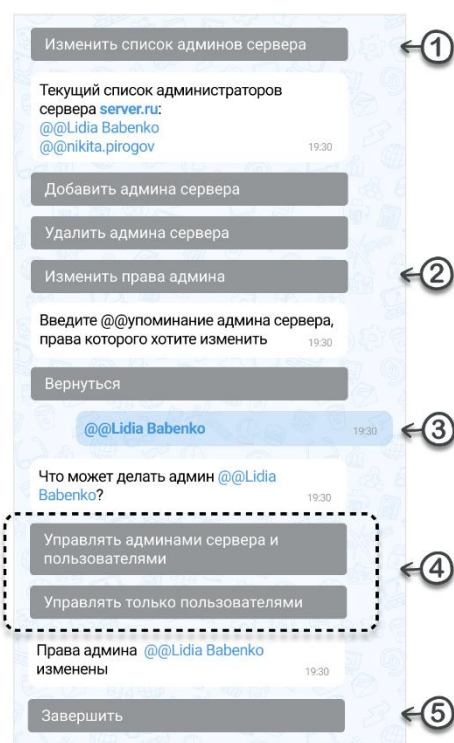 Изменить список админов сервера
1
Текущий список администраторов
сервера server.ru:
@@Lidia Babenko
@@nikita.pirogov 19:30
Добавить админа сервера
Удалить админа сервера
Изменить права админа
2
Введите @@упоминание админа сервера,
права которого хотите изменить 19:30
Вернуться
@@Lidia Babenko 19:30
3
Что может делать админ @@Lidia
Babenko? 19:30
Управлять админами сервера и
пользователями
4
Управлять только пользователями
Права админа @@Lidia Babenko
изменены 19:30
Завершить
5